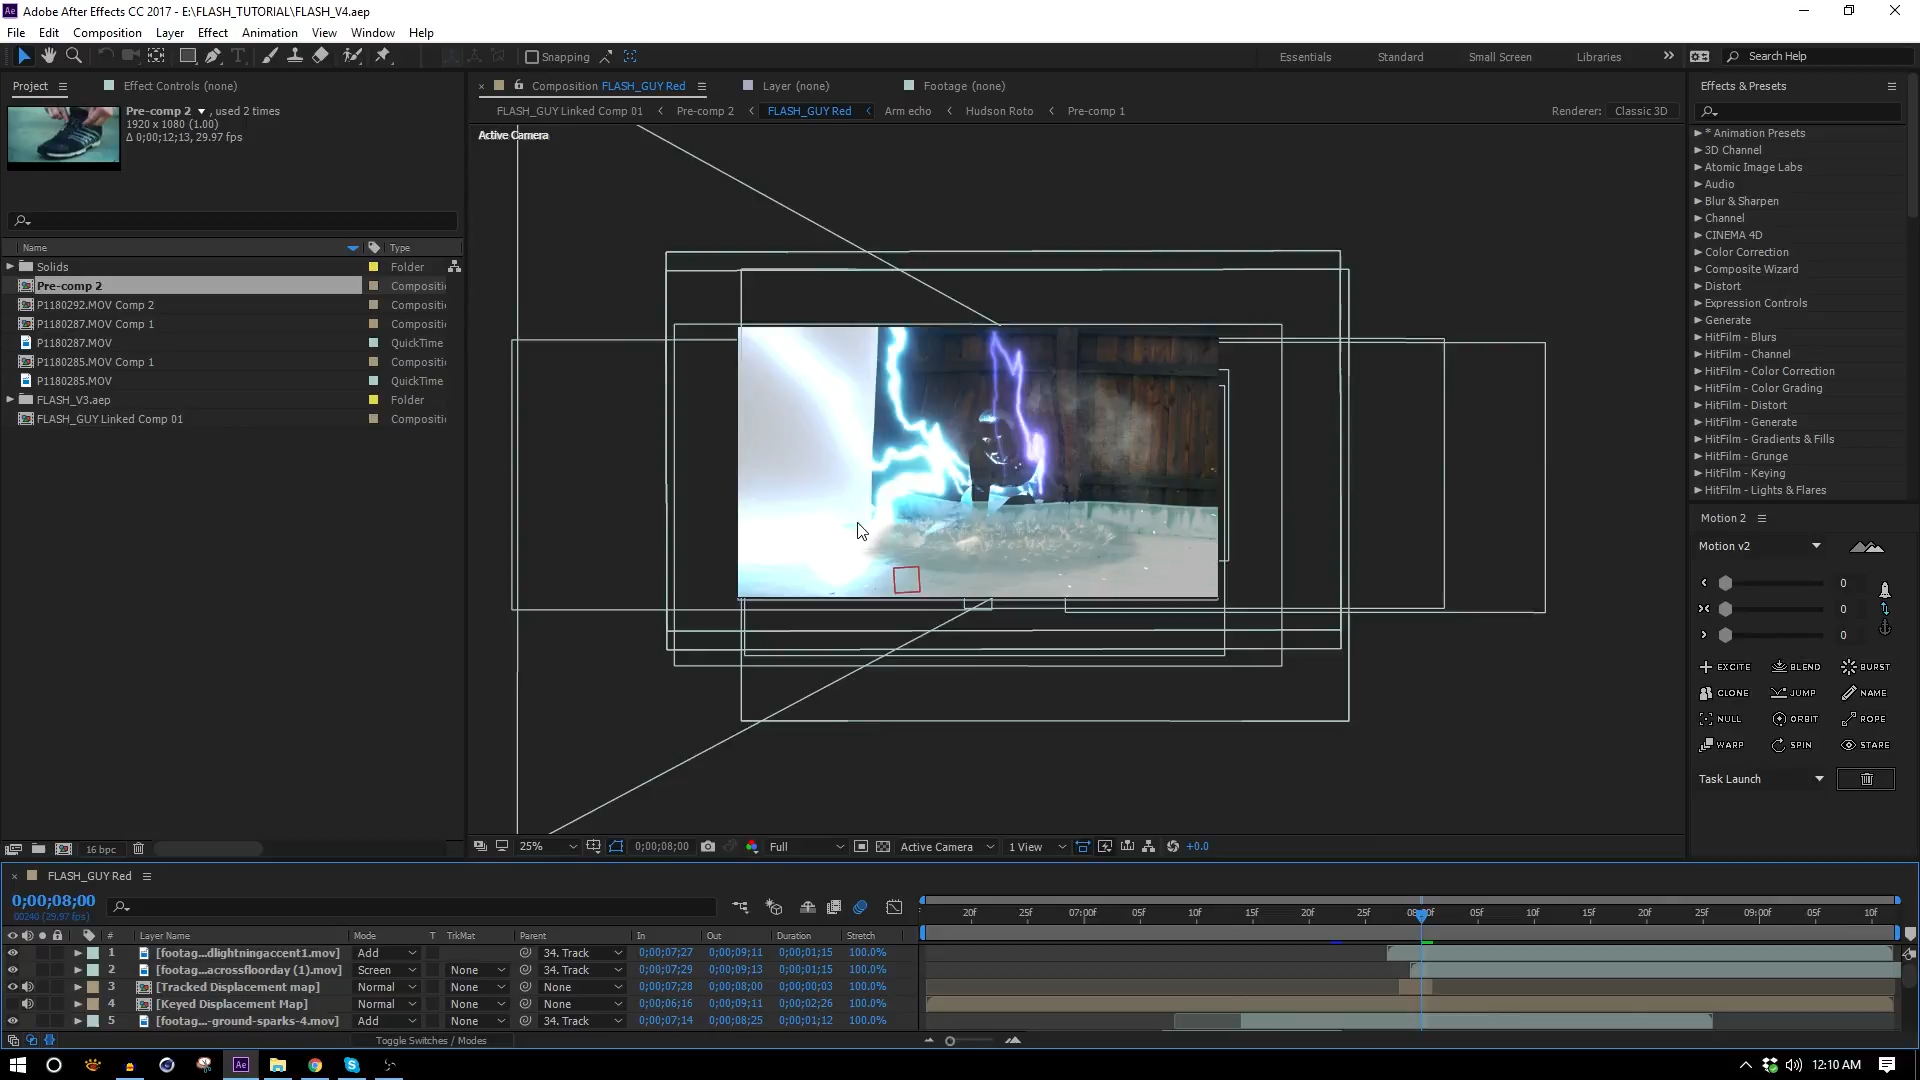 Adobe After Effects CC 2017 - E:\FLASH_TUTORIAL\FLASH_V4.aep
File Edit Composition Layer Effect Animation View Window Help
Snapping Essentials Standard Small Screen Libraries Search Help
Project Effect Controls (none)
Pre-comp 2 , used 2 times
1920 x 1080 (1.00)
Δ 0;00;12;13, 29.97 fps
Name Type
Solids Folder
Pre-comp 2 Compositi
P1180292.MOV Comp 2 Compositi
P1180287.MOV Comp 1 Compositi
P1180287.MOV QuickTime
P1180285.MOV Comp 1 Compositi
P1180285.MOV QuickTime
FLASH_V3.aep Folder
FLASH_GUY Linked Comp 01 Compositi
16 bpc
Composition FLASH_GUY Red Layer (none) Footage (none)
FLASH_GUY Linked Comp 01 Pre-comp 2 FLASH_GUY Red Arm echo Hudson Roto Pre-comp 1 Renderer: Classic 3D
Active Camera
25% 0;00;08;00 Full Active Camera 1 View +0.0
Effects & Presets
* Animation Presets
3D Channel
Atomic Image Labs
Audio
Blur & Sharpen
Channel
CINEMA 4D
Color Correction
Composite Wizard
Distort
Expression Controls
Generate
HitFilm - Blurs
HitFilm - Channel
HitFilm - Color Correction
HitFilm - Color Grading
HitFilm - Distort
HitFilm - Generate
HitFilm - Gradients & Fills
HitFilm - Grunge
HitFilm - Keying
HitFilm - Lights & Flares
Motion 2
Motion v2
0
0
0
EXCITE BLEND BURST
CLONE JUMP NAME
NULL ORBIT ROPE
WARP SPIN STARE
Task Launch
FLASH_GUY Red
0;00;08;00
00240 (29.97 fps)
20f 25f 07:00f 05f 10f 15f 20f 25f 08:00f 05f 10f 15f 20f 25f 09:00f 05f 10f
# Layer Name Mode T TrkMat Parent In Out Duration Stretch
1 [footag...dlightningaccent1.mov] Add 34. Track 0;00;07;27 0;00;09;11 0;00;01;15 100.0%
2 [footag...acrossfloorday (1).mov] Screen None 34. Track 0;00;07;29 0;00;09;13 0;00;01;15 100.0%
3 [Tracked Displacement map] Normal None None 0;00;07;28 0;00;08;00 0;00;00;03 100.0%
4 [Keyed Displacement Map] Normal None None 0;00;06;16 0;00;09;11 0;00;02;26 100.0%
5 [footag...-ground-sparks-4.mov] Add None 34. Track 0;00;07;14 0;00;08;25 0;00;01;12 100.0%
Toggle Switches / Modes
12:10 AM